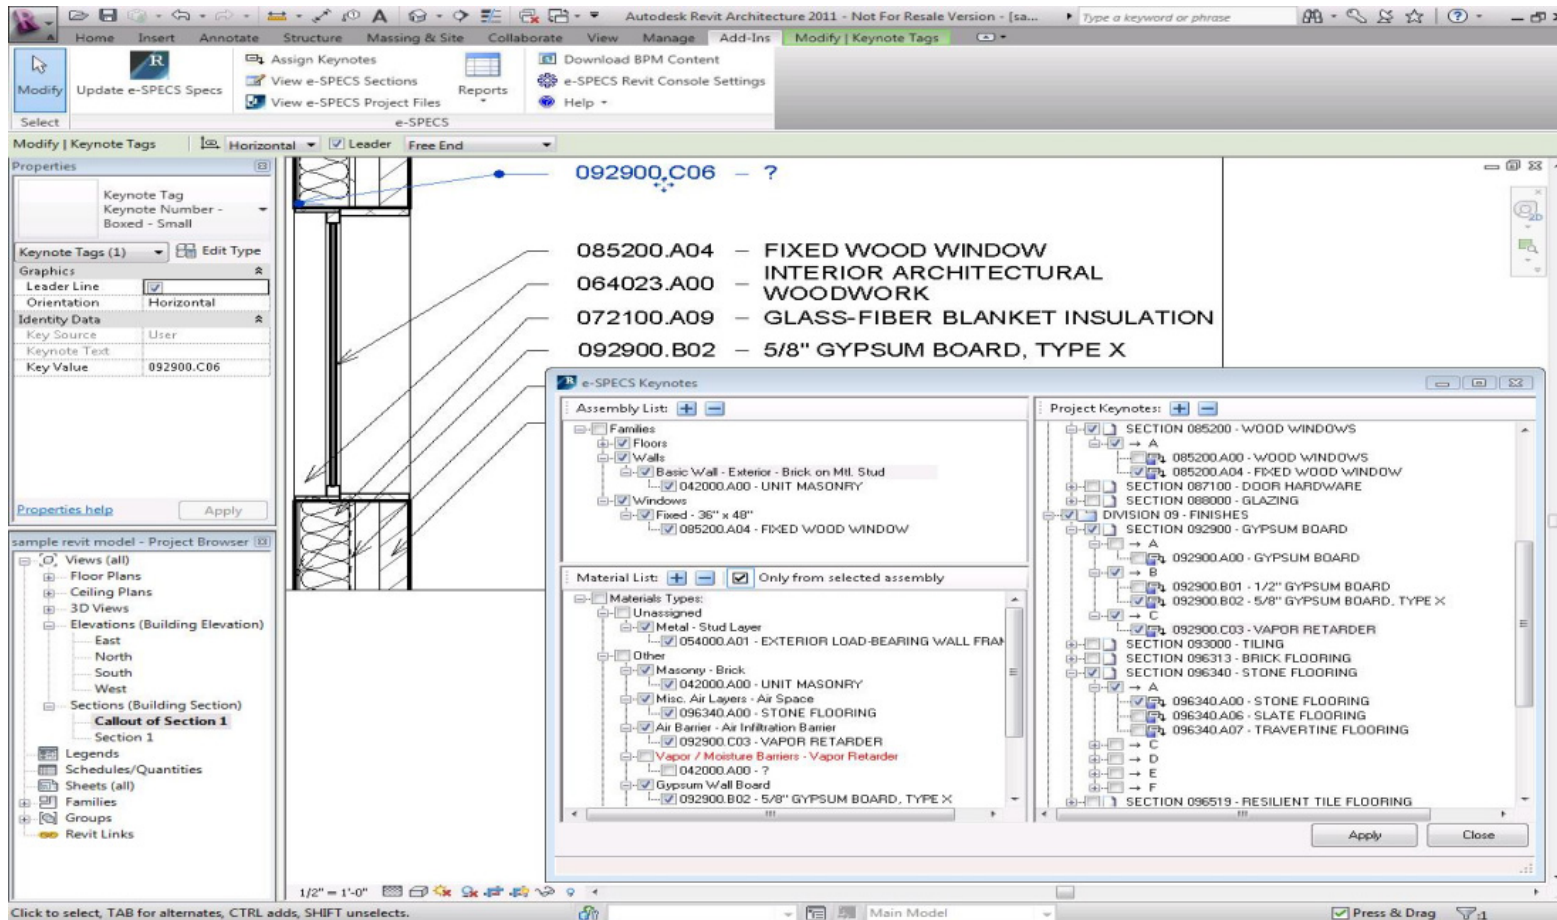 Autodesk Revit Architecture 2011 - Not For Resale Version - [sa...
Type a keyword or phrase
Home Insert Annotate Structure Massing & Site Collaborate View Manage Add-Ins Modify | Keynote Tags
Modify
Update e-SPECS Specs
Assign Keynotes
View e-SPECS Sections
View e-SPECS Project Files
Reports
Download BPM Content
e-SPECS Revit Console Settings
Help
Select
e-SPECS
Modify | Keynote Tags
Horizontal
Leader
Free End
Properties
Keynote Tag
Keynote Number -
Boxed - Small
Keynote Tags (1)
Edit Type
Graphics
Leader Line
Orientation Horizontal
Identity Data
Key Source User
Keynote Text
Key Value 092900.C06
Properties help
Apply
sample revit model - Project Browser
Views (all)
Floor Plans
Ceiling Plans
3D Views
Elevations (Building Elevation)
East
North
South
West
Sections (Building Section)
Callout of Section 1
Section 1
Legends
Schedules/Quantities
Sheets (all)
Families
Groups
Revit Links
092900.C06 – ?
085200.A04 – FIXED WOOD WINDOW
064023.A00 – INTERIOR ARCHITECTURAL
WOODWORK
072100.A09 – GLASS-FIBER BLANKET INSULATION
092900.B02 – 5/8" GYPSUM BOARD, TYPE X
2D
e-SPECS Keynotes
Assembly List:
Families
Floors
Walls
Basic Wall - Exterior - Brick on Mtl. Stud
042000.A00 - UNIT MASONRY
Windows
Fixed - 36" x 48"
085200.A04 - FIXED WOOD WINDOW
Material List:
Only from selected assembly
Materials Types:
Unassigned
Metal - Stud Layer
054000.A01 - EXTERIOR LOAD-BEARING WALL FRAM
Other
Masonry - Brick
042000.A00 - UNIT MASONRY
Misc. Air Layers - Air Space
096340.A00 - STONE FLOORING
Air Barrier - Air Infiltration Barrier
092900.C03 - VAPOR RETARDER
Vapor / Moisture Barriers - Vapor Retarder
042000.A00 - ?
Gypsum Wall Board
092900.B02 - 5/8" GYPSUM BOARD, TYPE X
Project Keynotes:
SECTION 085200 - WOOD WINDOWS
A
085200.A00 - WOOD WINDOWS
085200.A04 - FIXED WOOD WINDOW
SECTION 087100 - DOOR HARDWARE
SECTION 088000 - GLAZING
DIVISION 09 - FINISHES
SECTION 092900 - GYPSUM BOARD
A
092900.A00 - GYPSUM BOARD
B
092900.B01 - 1/2" GYPSUM BOARD
092900.B02 - 5/8" GYPSUM BOARD, TYPE X
C
092900.C03 - VAPOR RETARDER
SECTION 093000 - TILING
SECTION 096313 - BRICK FLOORING
SECTION 096340 - STONE FLOORING
A
096340.A00 - STONE FLOORING
096340.A06 - SLATE FLOORING
096340.A07 - TRAVERTINE FLOORING
C
D
E
F
SECTION 096519 - RESILIENT TILE FLOORING
Apply
Close
1/2" = 1'-0"
Click to select, TAB for alternates, CTRL adds, SHIFT unselects.
Main Model
Press & Drag
:1